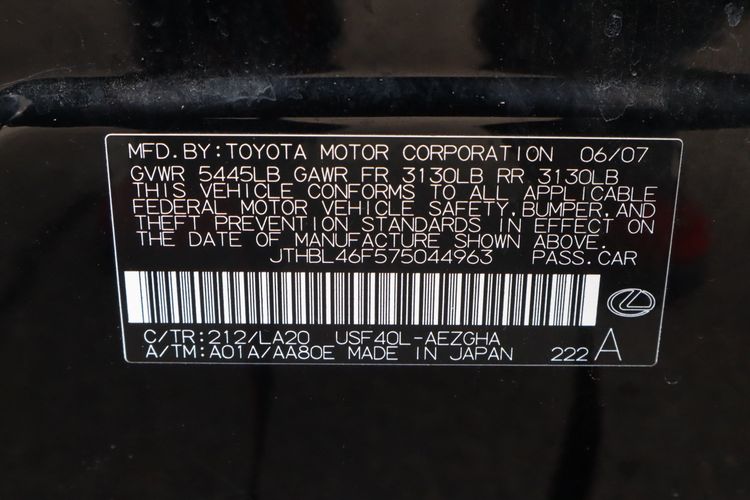 MFD.BY:TOYOTA MOTOR CORPORATION 06/07
GVWR 5445LB GAWR FR 3130LB RR 3130LB
THIS VEHICLE CONFORMS TO ALL APPLICABLE
FEDERAL MOTOR VEHICLE SAFETY,BUMPER,AND
THEFT PREVENTION STANDARDS IN EFFECT ON
THE DATE OF MANUFACTURE SHOWN ABOVE.
JTHBL46F575044963 PASS.CAR
C/TR:212/LA20 USF40L-AEZGHA
A/TM:A01A/AA80E MADE IN JAPAN 222 A